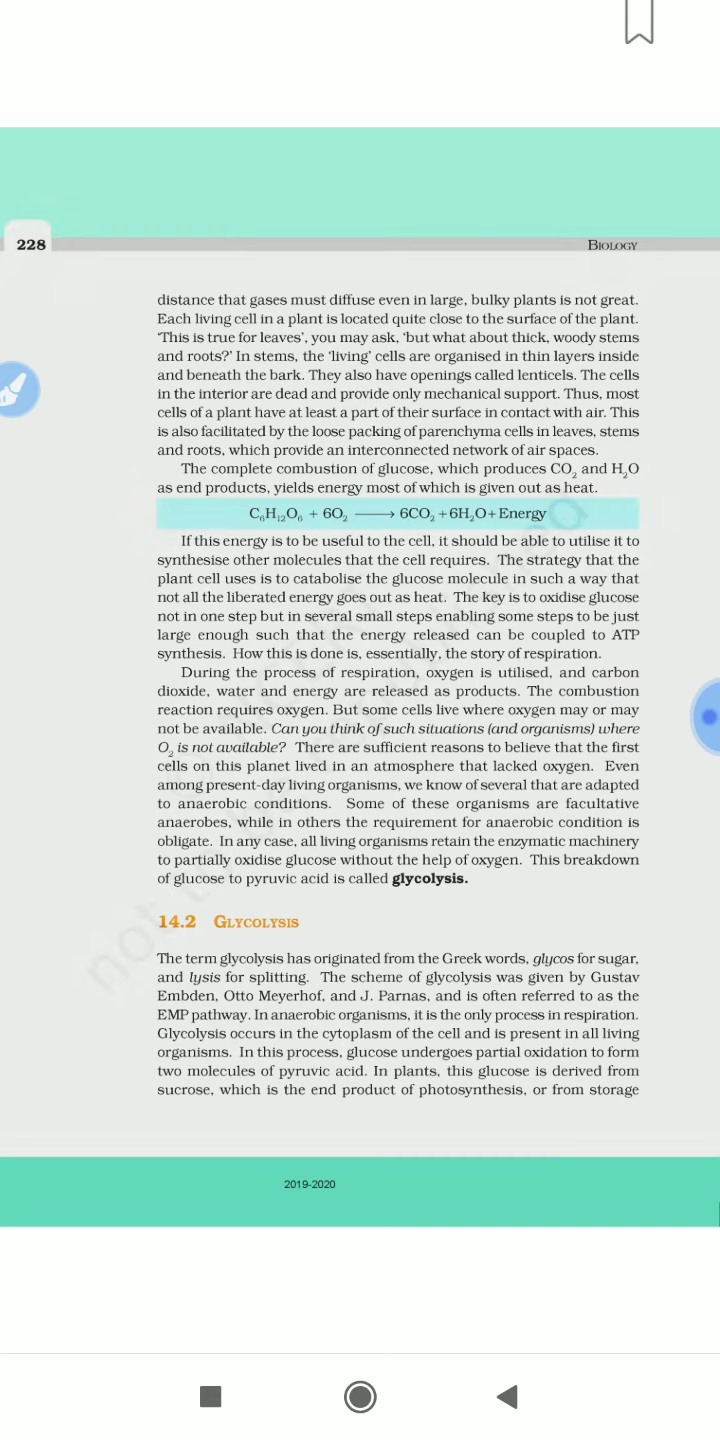 228
BIOLOGY
distance that gases must diffuse even in large, bulky plants is not great.
Each living cell in a plant is located quite close to the surface of the plant.
‘This is true for leaves’, you may ask, ‘but what about thick, woody stems
and roots?’ In stems, the ‘living’ cells are organised in thin layers inside
and beneath the bark. They also have openings called lenticels. The cells
in the interior are dead and provide only mechanical support. Thus, most
cells of a plant have at least a part of their surface in contact with air. This
is also facilitated by the loose packing of parenchyma cells in leaves, stems
and roots, which provide an interconnected network of air spaces.
The complete combustion of glucose, which produces CO₂ and H₂O
as end products, yields energy most of which is given out as heat.
C₆H₁₂O₆ + 6O₂ ⟶ 6CO₂ + 6H₂O + Energy
If this energy is to be useful to the cell, it should be able to utilise it to
synthesise other molecules that the cell requires. The strategy that the
plant cell uses is to catabolise the glucose molecule in such a way that
not all the liberated energy goes out as heat. The key is to oxidise glucose
not in one step but in several small steps enabling some steps to be just
large enough such that the energy released can be coupled to ATP
synthesis. How this is done is, essentially, the story of respiration.
During the process of respiration, oxygen is utilised, and carbon
dioxide, water and energy are released as products. The combustion
reaction requires oxygen. But some cells live where oxygen may or may
not be available. Can you think of such situations (and organisms) where
O₂ is not available? There are sufficient reasons to believe that the first
cells on this planet lived in an atmosphere that lacked oxygen. Even
among present-day living organisms, we know of several that are adapted
to anaerobic conditions. Some of these organisms are facultative
anaerobes, while in others the requirement for anaerobic condition is
obligate. In any case, all living organisms retain the enzymatic machinery
to partially oxidise glucose without the help of oxygen. This breakdown
of glucose to pyruvic acid is called glycolysis.
14.2 GLYCOLYSIS
The term glycolysis has originated from the Greek words, glycos for sugar,
and lysis for splitting. The scheme of glycolysis was given by Gustav
Embden, Otto Meyerhof, and J. Parnas, and is often referred to as the
EMP pathway. In anaerobic organisms, it is the only process in respiration.
Glycolysis occurs in the cytoplasm of the cell and is present in all living
organisms. In this process, glucose undergoes partial oxidation to form
two molecules of pyruvic acid. In plants, this glucose is derived from
sucrose, which is the end product of photosynthesis, or from storage
2019-2020